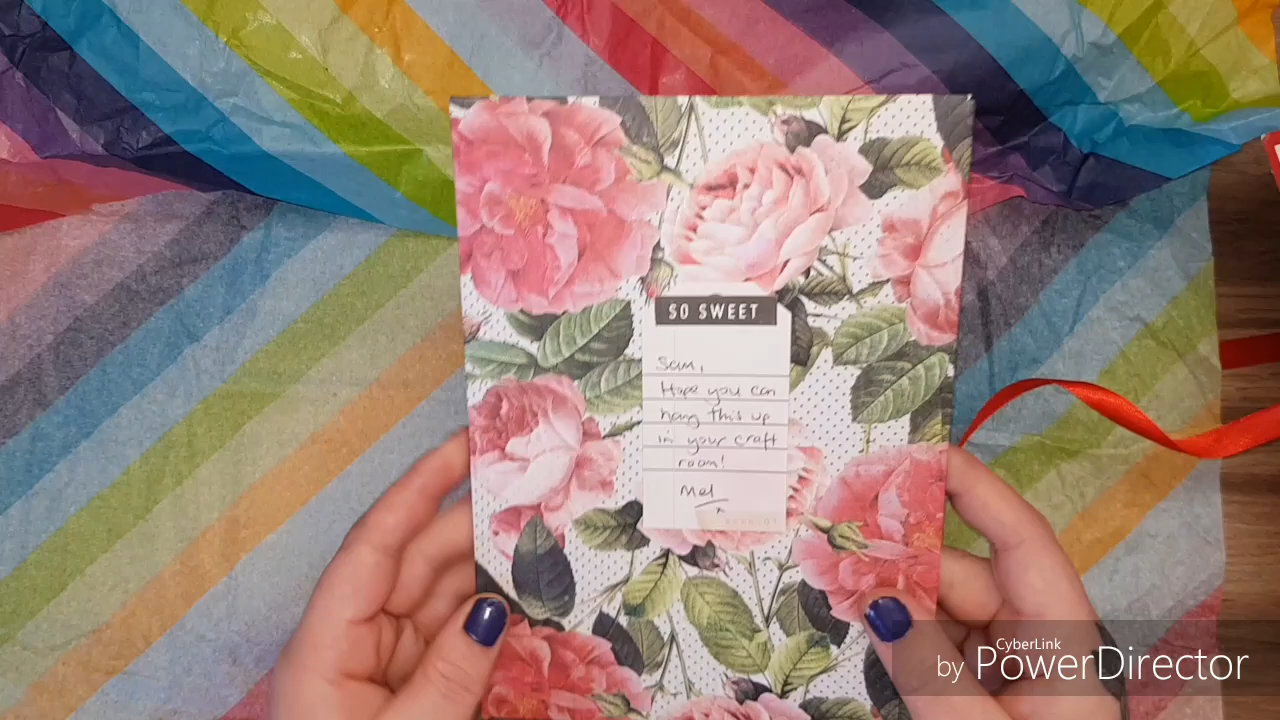 SO SWEET
Sam,
Hope you can
hang this up
in your craft
room!
Mel
x
CyberLink
by PowerDirector